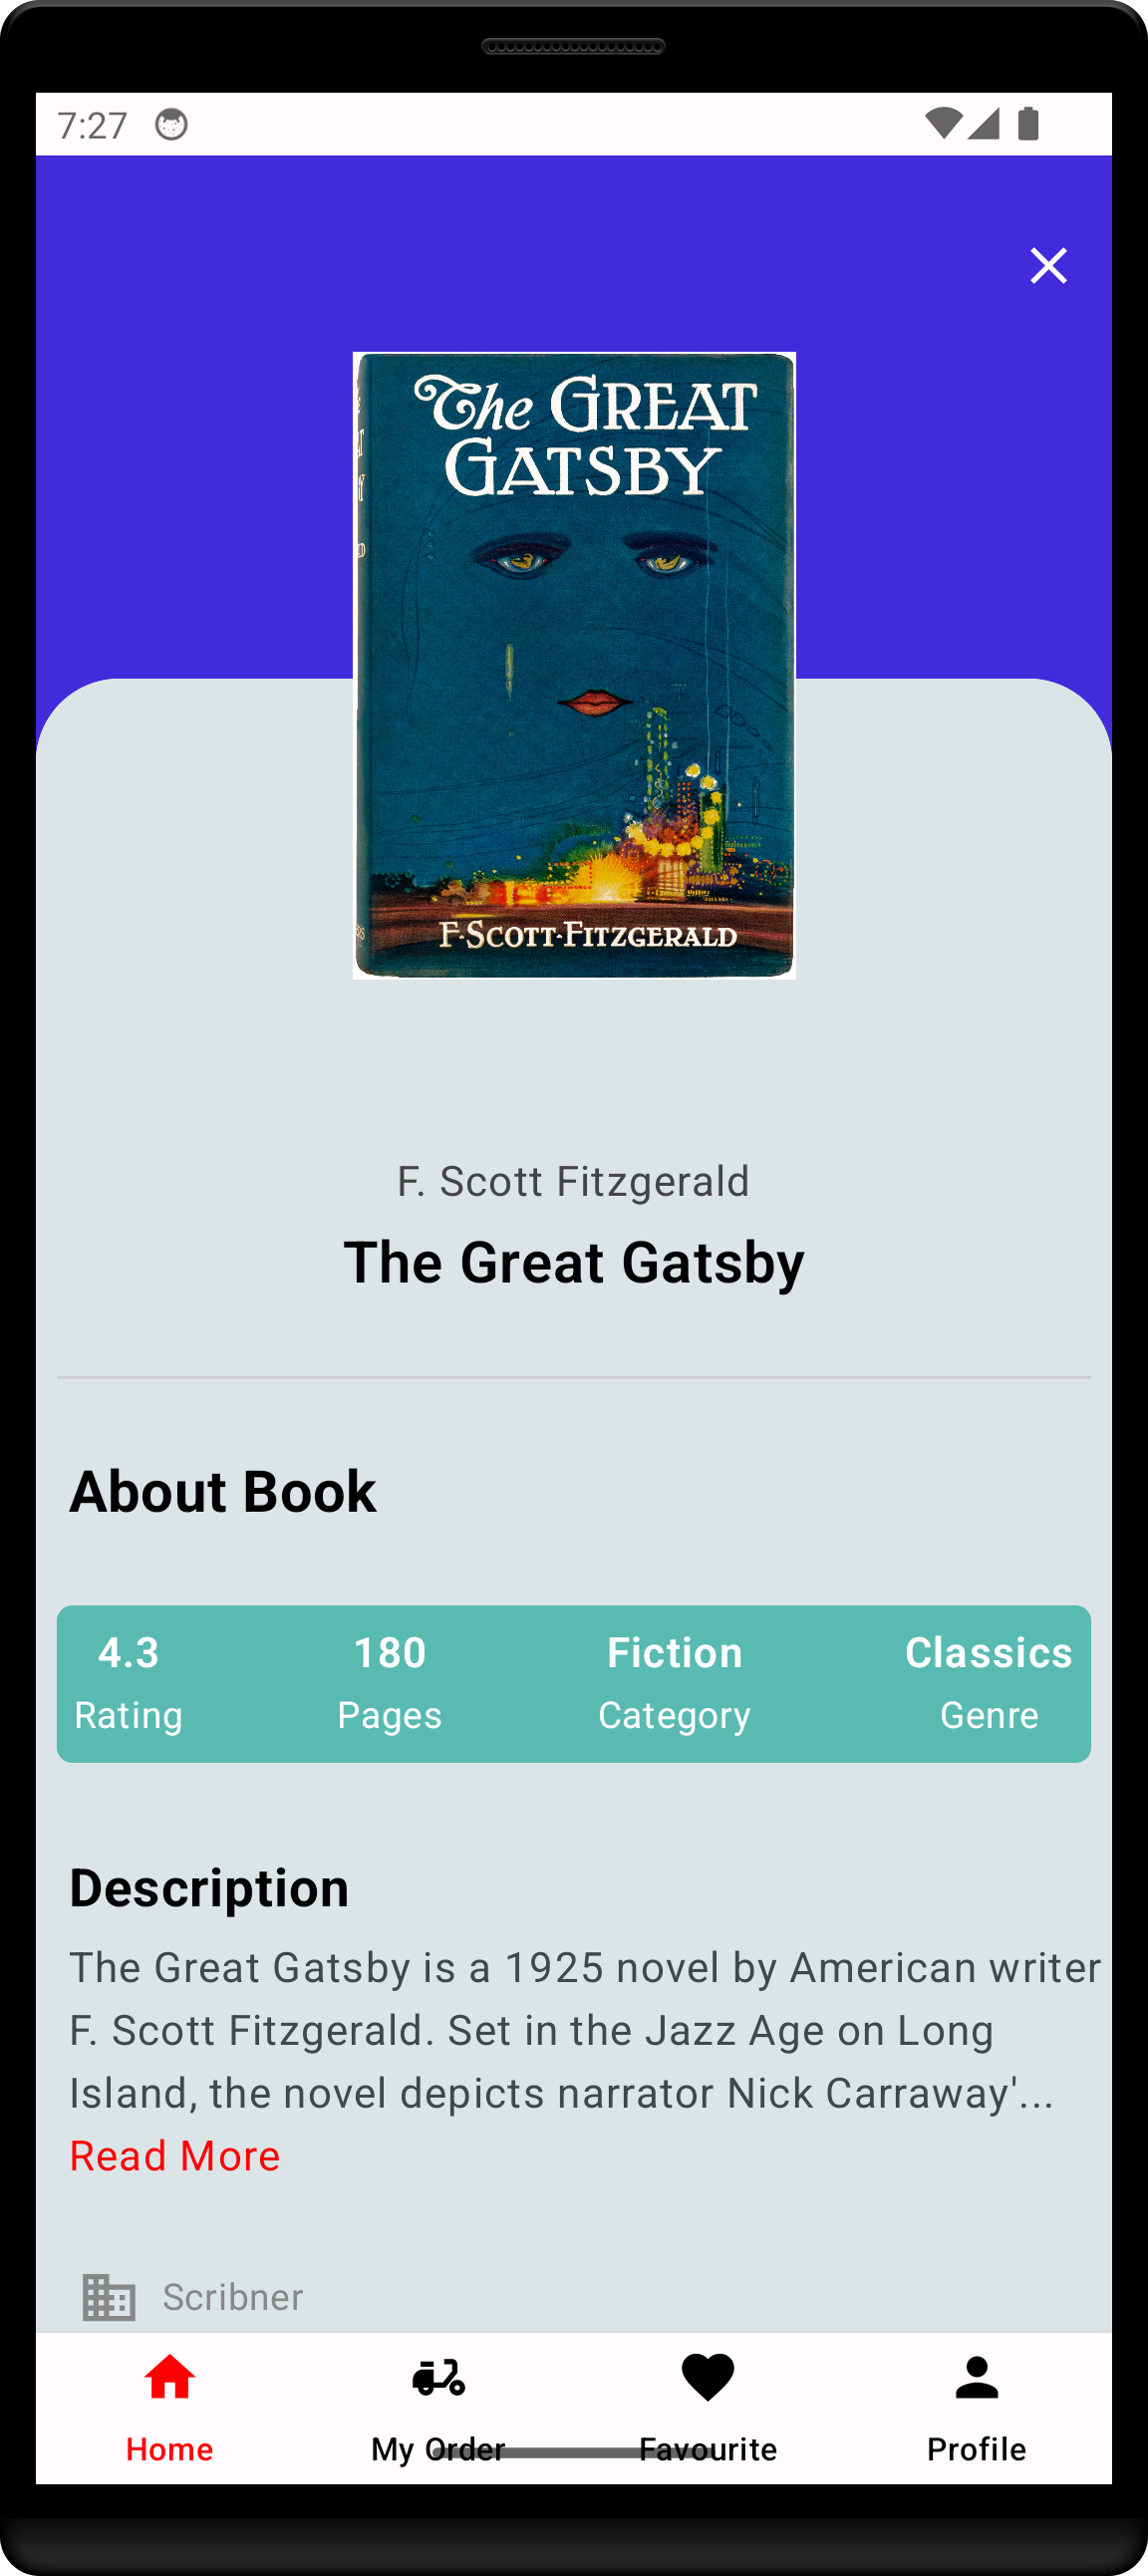 7:27
The GREAT
GATSBY
F·SCOTT·FITZGERALD
F. Scott Fitzgerald
The Great Gatsby
About Book
4.3 180 Fiction Classics
Rating Pages Category Genre
Description
The Great Gatsby is a 1925 novel by American writer
F. Scott Fitzgerald. Set in the Jazz Age on Long
Island, the novel depicts narrator Nick Carraway'...
Read More
Scribner
Home My Order Favourite Profile